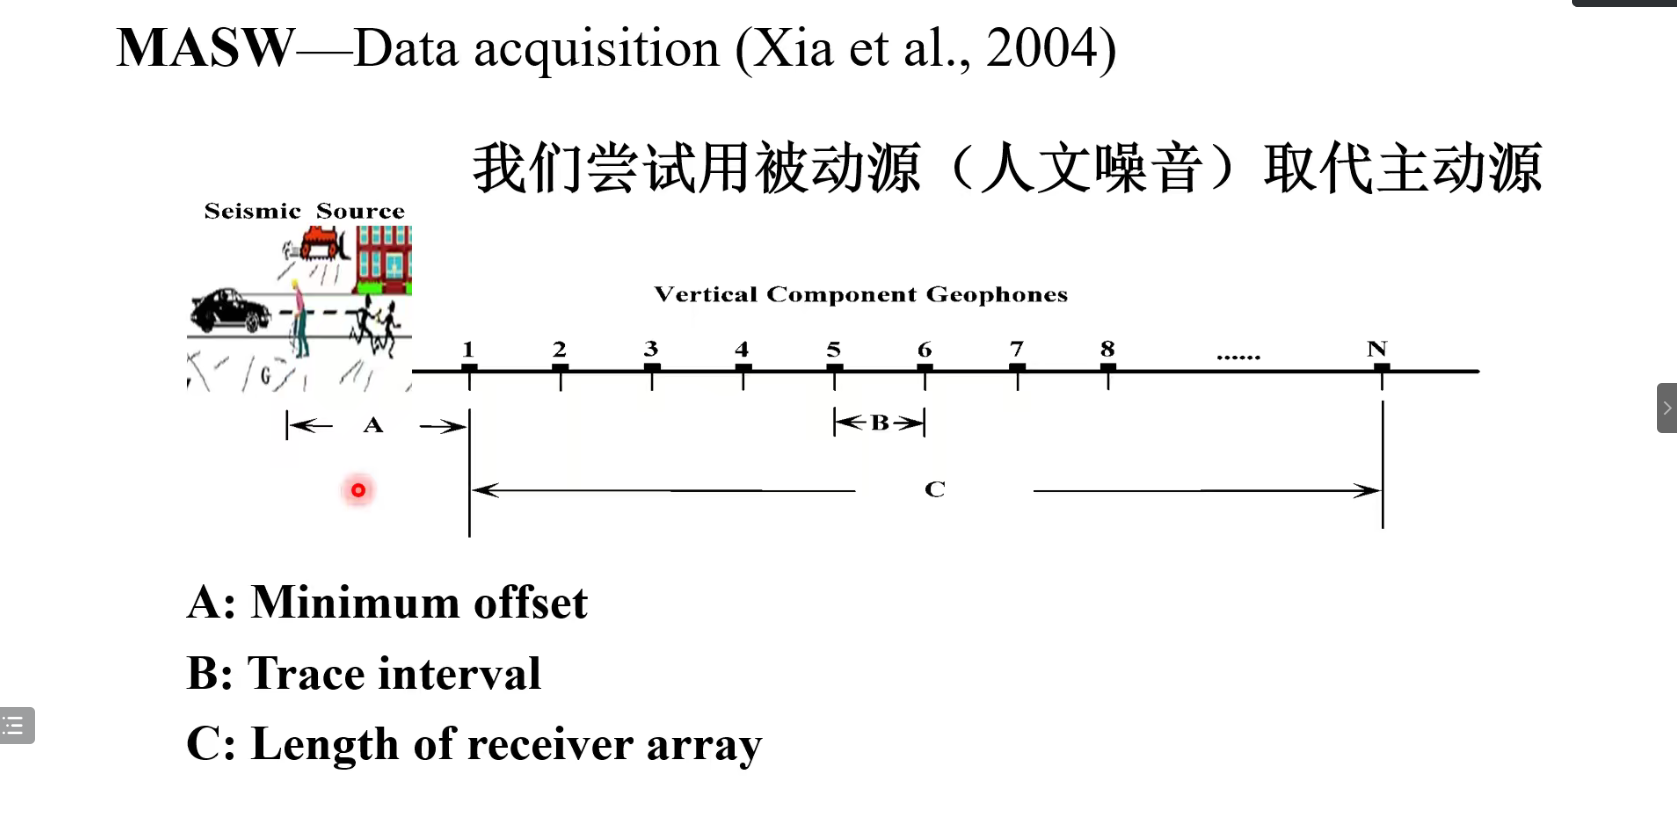 MASW—Data acquisition (Xia et al., 2004)
我们尝试用被动源（人文噪音）取代主动源
Seismic Source
Vertical Component Geophones
1 2 3 4 5 6 7 8 ...... N
G
A B
C
A: Minimum offset
B: Trace interval
C: Length of receiver array